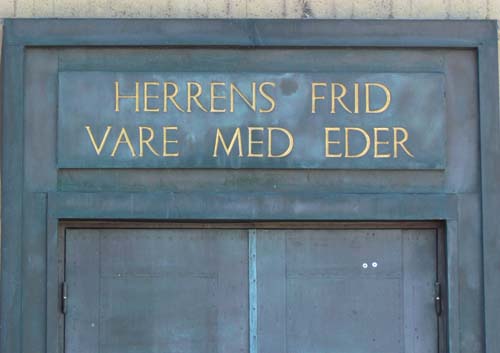 HERRENS FRID
VARE MED EDER